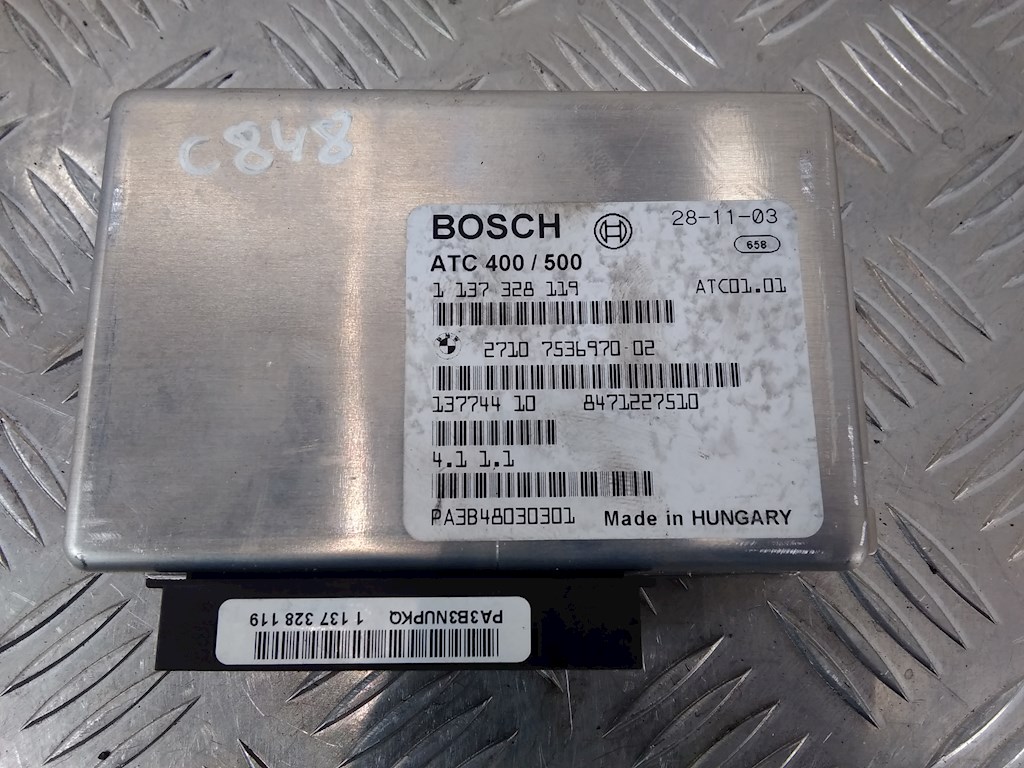 C848
BOSCH 28-11-03
658
ATC 400 / 500
1 137 328 119 ATC01.01
2710 7536970-02
137744 10 8471227510
4.1 1.1
PA3B48030301 Made in HUNGARY
PA3B3NUPKQ 1 137 328 119